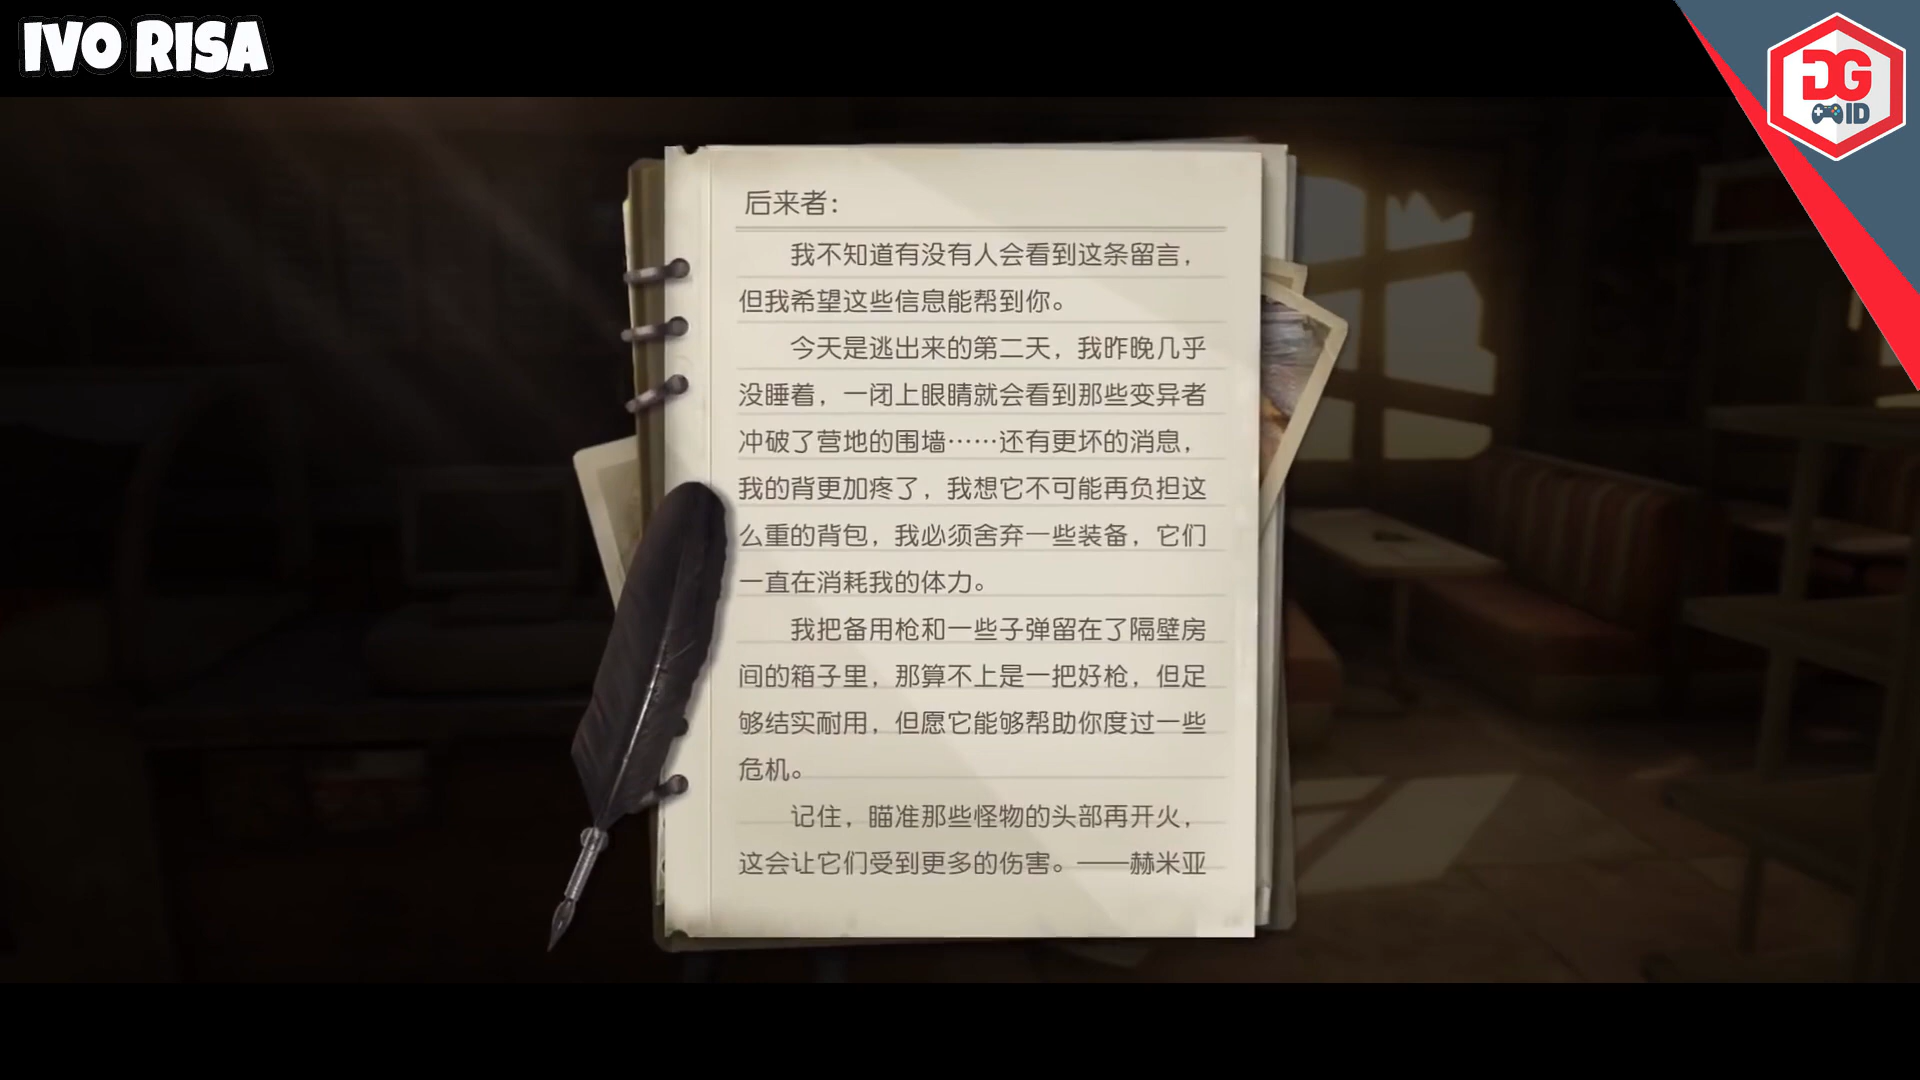 IVO RISA
DG
ID
后来者：
我不知道有没有人会看到这条留言，
但我希望这些信息能帮到你。
今天是逃出来的第二天，我昨晚几乎
没睡着，一闭上眼睛就会看到那些变异者
冲破了营地的围墙……还有更坏的消息，
我的背更加疼了，我想它不可能再负担这
么重的背包，我必须舍弃一些装备，它们
一直在消耗我的体力。
我把备用枪和一些子弹留在了隔壁房
间的箱子里，那算不上是一把好枪，但足
够结实耐用，但愿它能够帮助你度过一些
危机。
记住，瞄准那些怪物的头部再开火，
这会让它们受到更多的伤害。——赫米亚